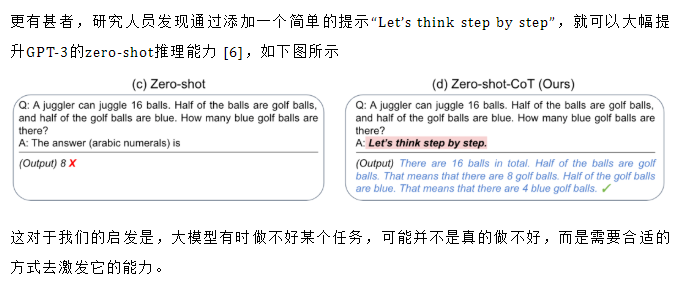 更有甚者，研究人员发现通过添加一个简单的提示“Let’s think step by step”，就可以大幅提
升GPT-3的zero-shot推理能力 [6]，如下图所示
(c) Zero-shot
Q: A juggler can juggle 16 balls. Half of the balls are golf balls,
and half of the golf balls are blue. How many blue golf balls are
there?
A: The answer (arabic numerals) is
(Output) 8 X
(d) Zero-shot-CoT (Ours)
Q: A juggler can juggle 16 balls. Half of the balls are golf balls,
and half of the golf balls are blue. How many blue golf balls are
there?
A: Let’s think step by step.
(Output) There are 16 balls in total. Half of the balls are golf
balls. That means that there are 8 golf balls. Half of the golf balls
are blue. That means that there are 4 blue golf balls. ✓
这对于我们的启发是，大模型有时做不好某个任务，可能并不是真的做不好，而是需要合适的
方式去激发它的能力。